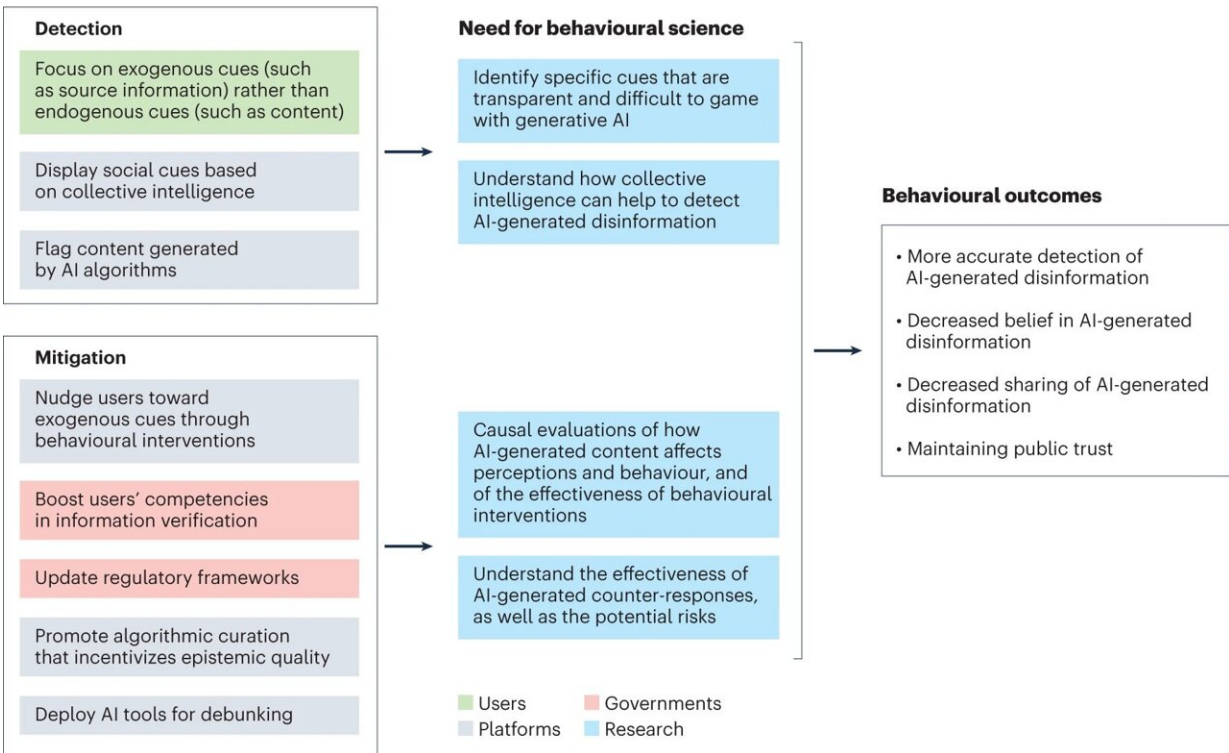 Detection
Focus on exogenous cues (such
as source information) rather than
endogenous cues (such as content)
Display social cues based
on collective intelligence
Flag content generated
by AI algorithms
Mitigation
Nudge users toward
exogenous cues through
behavioural interventions
Boost users’ competencies
in information verification
Update regulatory frameworks
Promote algorithmic curation
that incentivizes epistemic quality
Deploy AI tools for debunking
Need for behavioural science
Identify specific cues that are
transparent and difficult to game
with generative AI
Understand how collective
intelligence can help to detect
AI-generated disinformation
Causal evaluations of how
AI-generated content affects
perceptions and behaviour, and
of the effectiveness of behavioural
interventions
Understand the effectiveness of
AI-generated counter-responses,
as well as the potential risks
Users
Governments
Platforms
Research
Behavioural outcomes
• More accurate detection of
AI-generated disinformation
• Decreased belief in AI-generated
disinformation
• Decreased sharing of AI-generated
disinformation
• Maintaining public trust